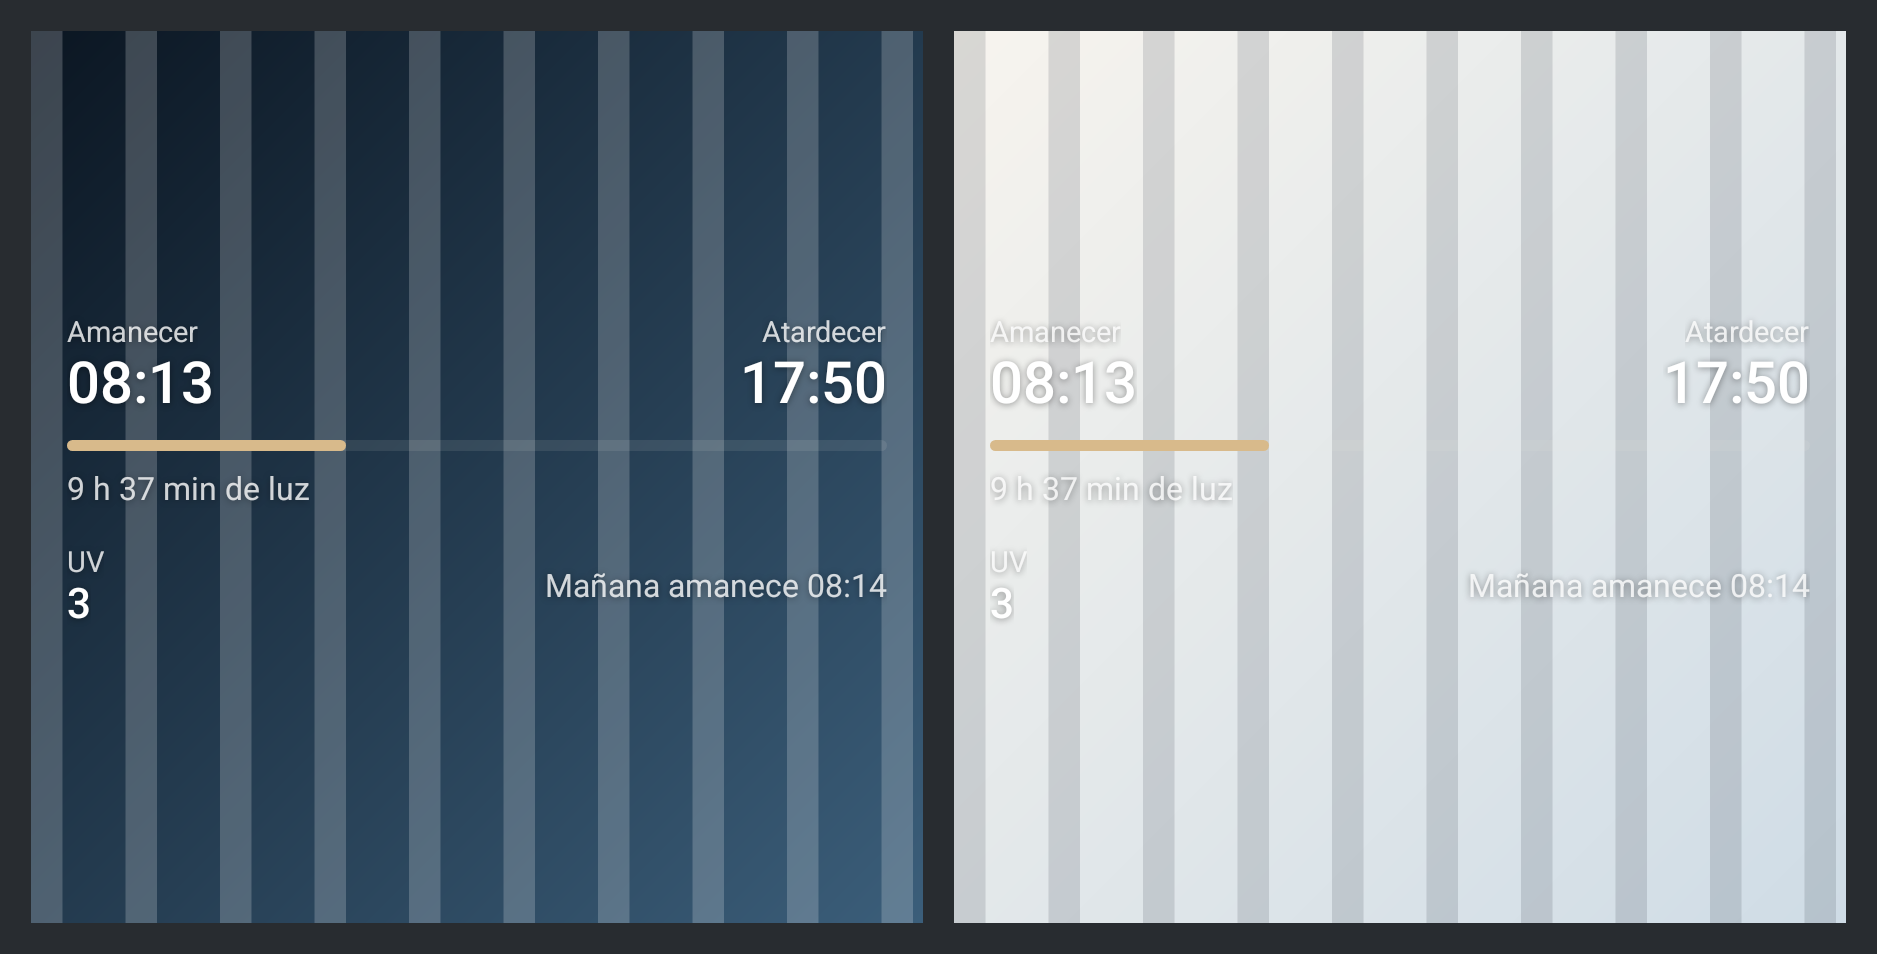 Amanecer
Atardecer
08:13
17:50
9 h 37 min de luz
UV
3
Mañana amanece 08:14
Amanecer
Atardecer
08:13
17:50
9 h 37 min de luz
UV
3
Mañana amanece 08:14